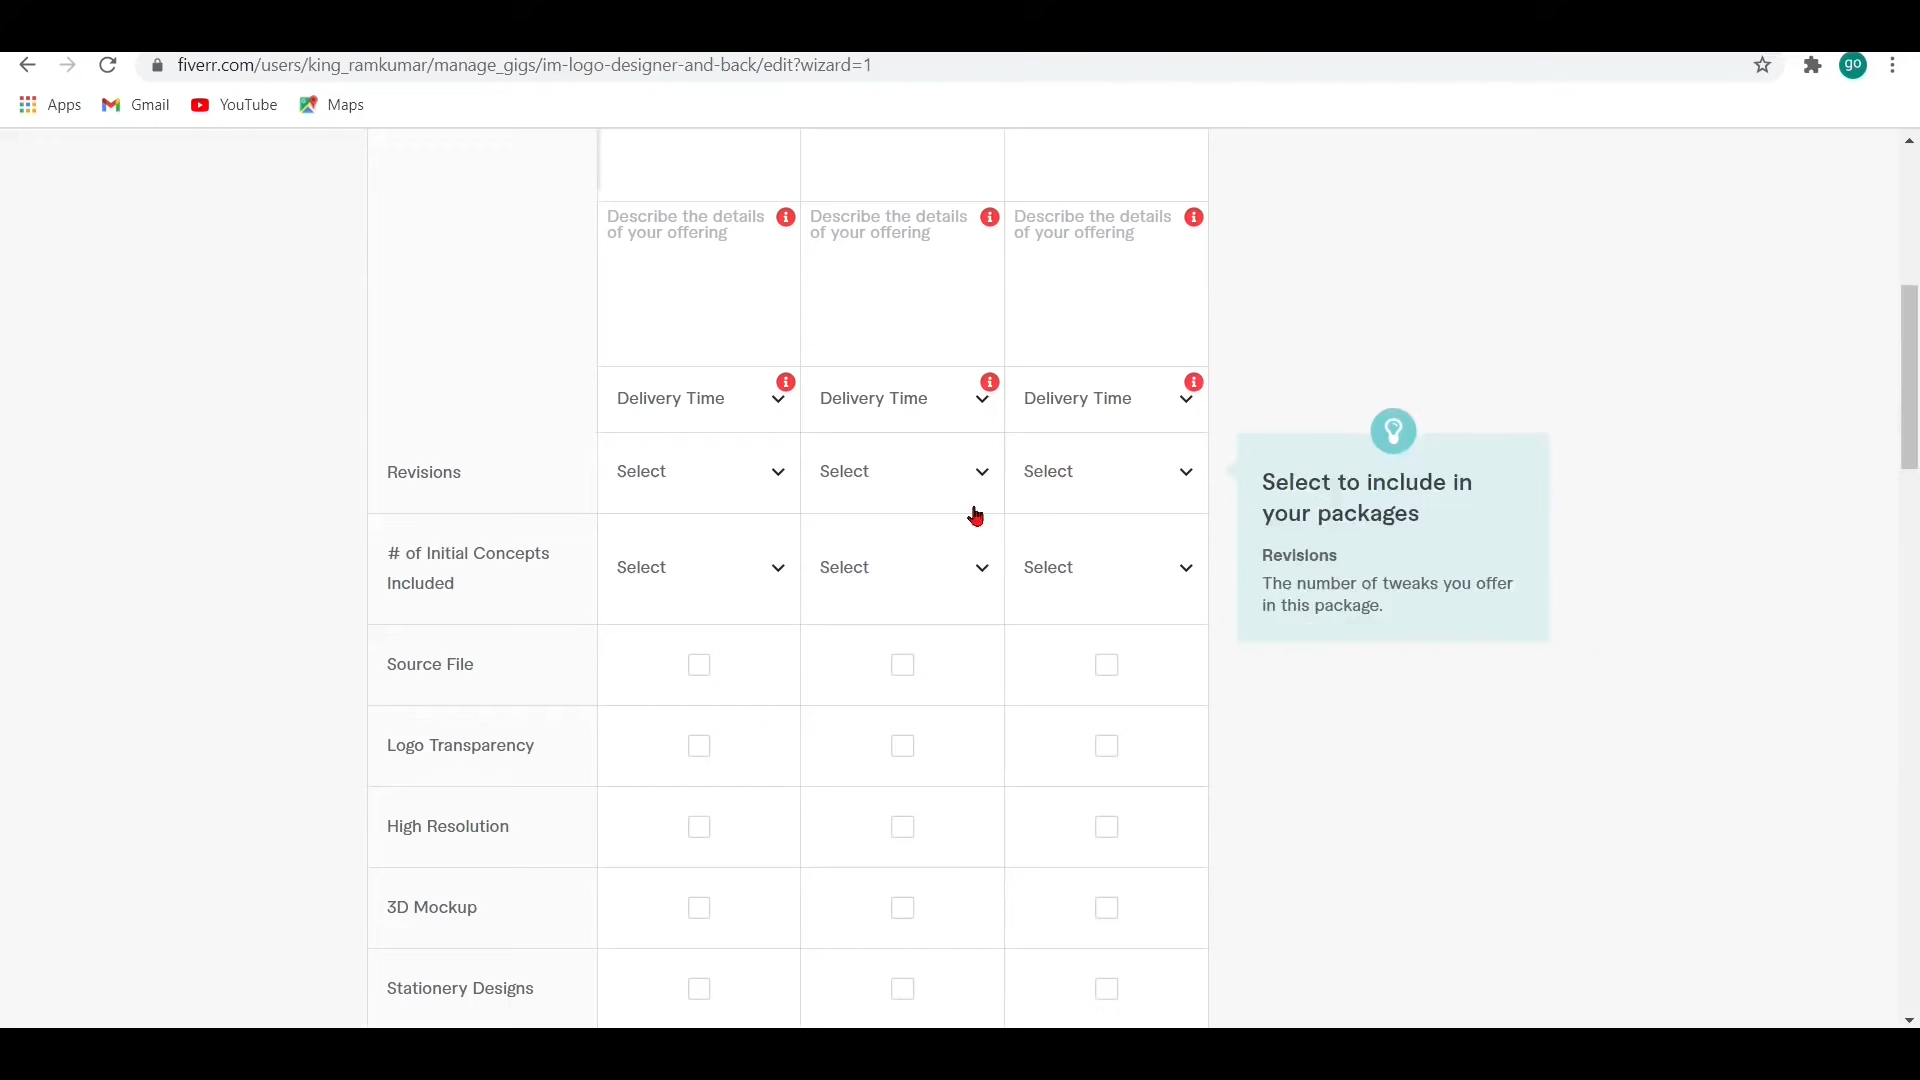 fiverr.com/users/king_ramkumar/manage_gigs/im-logo-designer-and-back/edit?wizard=1
go
Apps
Gmail
YouTube
Maps
Describe the details
of your offering
Describe the details
of your offering
Describe the details
of your offering
Delivery Time
Delivery Time
Delivery Time
Revisions
Select
Select
Select
# of Initial Concepts
Included
Select
Select
Select
Source File
Logo Transparency
High Resolution
3D Mockup
Stationery Designs
Select to include in
your packages
Revisions
The number of tweaks you offer
in this package.